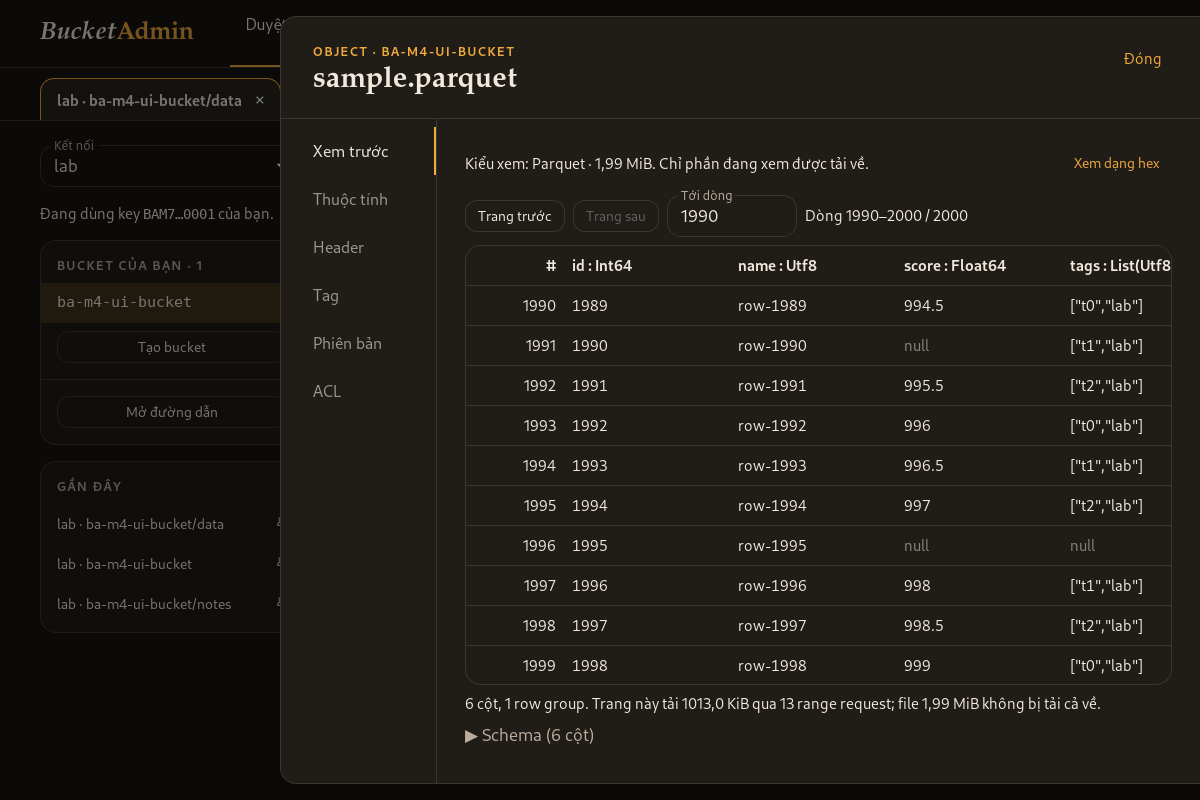 BucketAdmin
Duyệ
lab · ba-m4-ui-bucket/data ×
Kết nối
lab
Đang dùng key BAM7…0001 của bạn.
BUCKET CỦA BẠN · 1
ba-m4-ui-bucket
Tạo bucket
Mở đường dẫn
GẦN ĐÂY
lab · ba-m4-ui-bucket/data
lab · ba-m4-ui-bucket
lab · ba-m4-ui-bucket/notes
OBJECT · BA-M4-UI-BUCKET
sample.parquet
Đóng
Xem trước
Thuộc tính
Header
Tag
Phiên bản
ACL
Kiểu xem: Parquet · 1,99 MiB. Chỉ phần đang xem được tải về.
Xem dạng hex
Trang trước Trang sau Tới dòng 1990 Dòng 1990–2000 / 2000
# id : Int64 name : Utf8 score : Float64 tags : List(Utf8
1990 1989 row-1989 994.5 ["t0","lab"]
1991 1990 row-1990 null ["t1","lab"]
1992 1991 row-1991 995.5 ["t2","lab"]
1993 1992 row-1992 996 ["t0","lab"]
1994 1993 row-1993 996.5 ["t1","lab"]
1995 1994 row-1994 997 ["t2","lab"]
1996 1995 row-1995 null null
1997 1996 row-1996 998 ["t1","lab"]
1998 1997 row-1997 998.5 ["t2","lab"]
1999 1998 row-1998 999 ["t0","lab"]
6 cột, 1 row group. Trang này tải 1013,0 KiB qua 13 range request; file 1,99 MiB không bị tải cả về.
▶ Schema (6 cột)